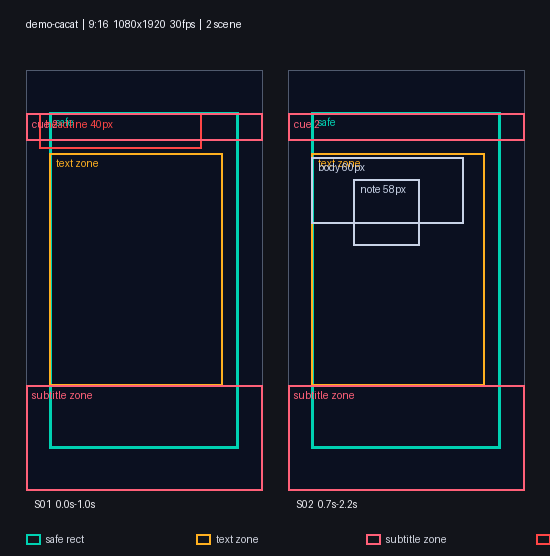 demo-cacat | 9:16 1080x1920 30fps | 2 scene
safe
cue 40px
text zone
subtitle zone
S01 0.0s-1.0s
cue 2
safe
text zone
body 60px
note 58px
subtitle zone
S02 0.7s-2.2s
safe rect
text zone
subtitle zone